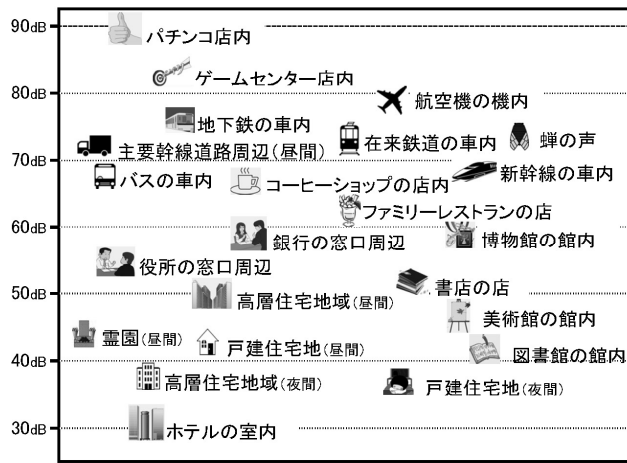 90dB
パチンコ店内
ゲームセンター店内
80dB
航空機の機内
地下鉄の車内
在来鉄道の車内
蝉の声
主要幹線道路周辺(昼間)
70dB
バスの車内
コーヒーショップの店内
新幹線の車内
ファミリーレストランの店
60dB
銀行の窓口周辺
博物館の館内
役所の窓口周辺
50dB
高層住宅地域(昼間)
書店の店
美術館の館内
霊園(昼間)
戸建住宅地(昼間)
図書館の館内
40dB
高層住宅地域(夜間)
戸建住宅地(夜間)
30dB
ホテルの室内